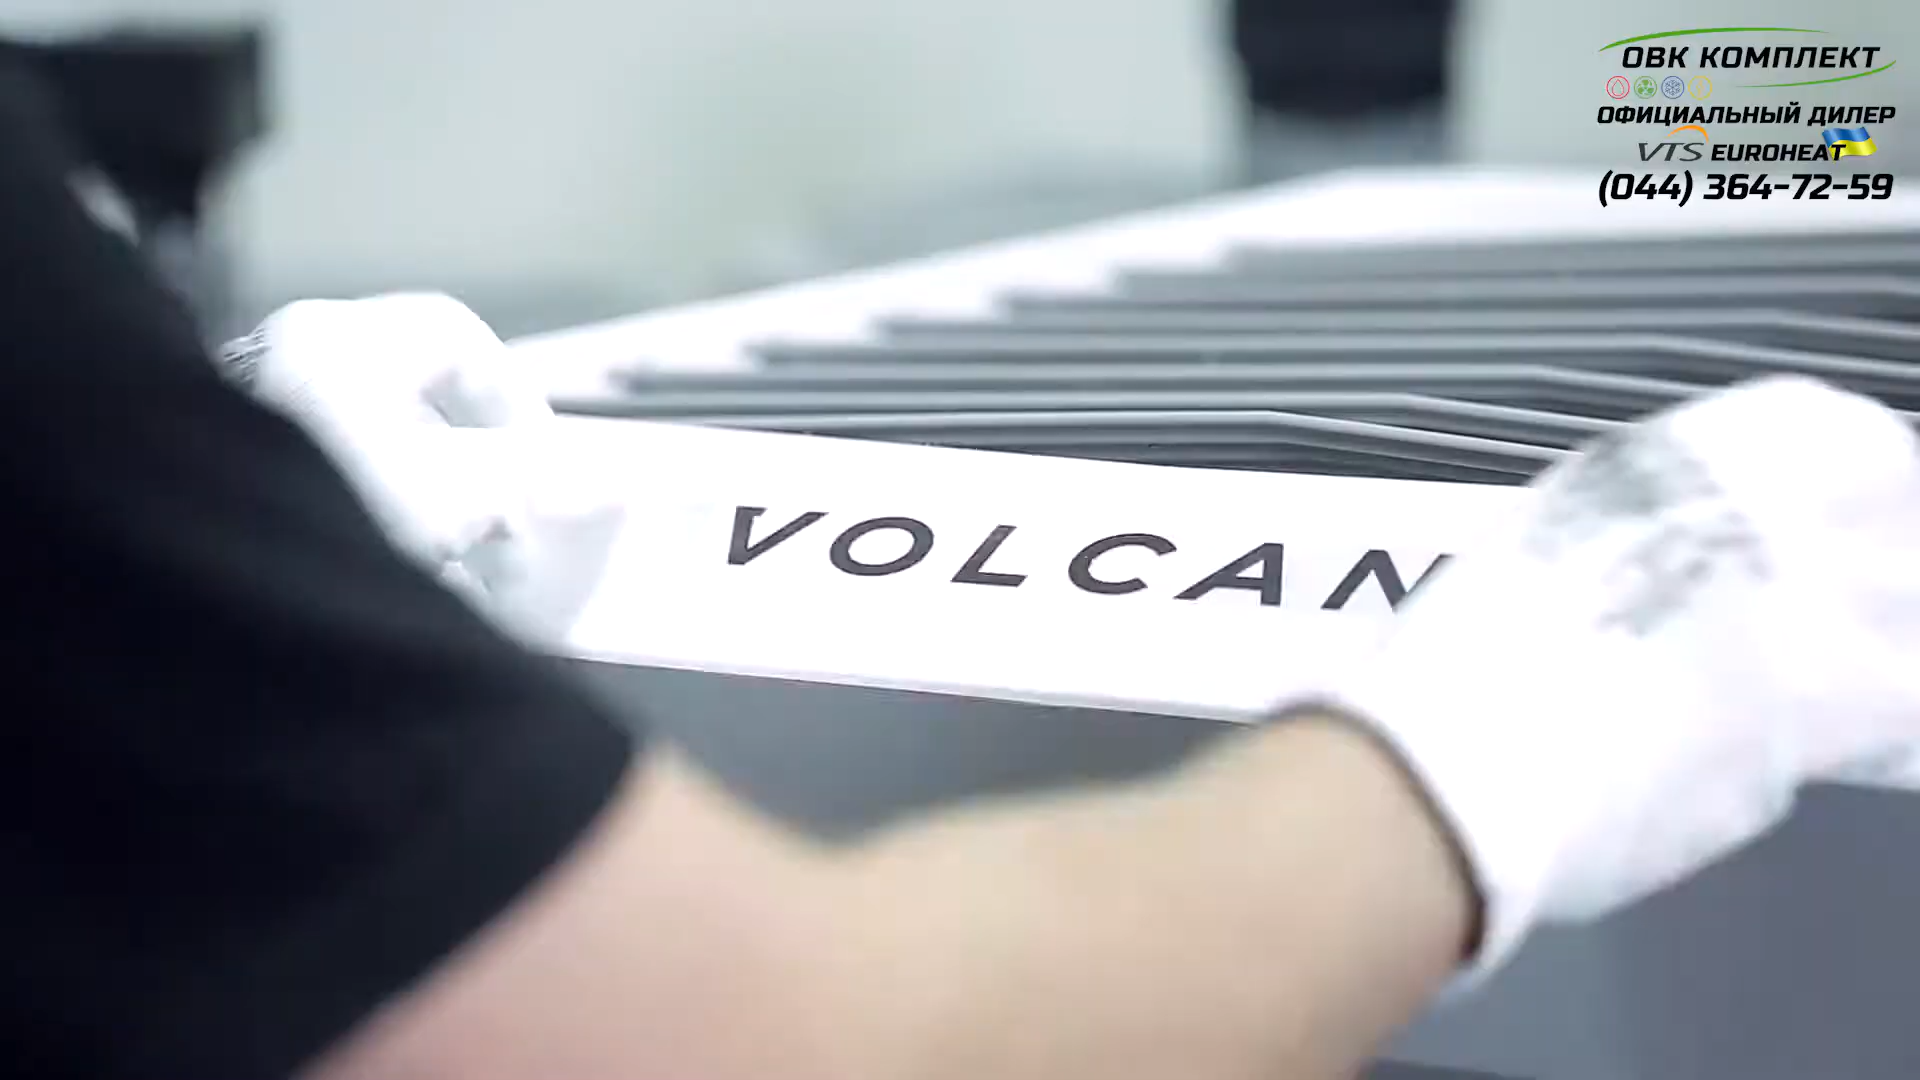 ОВК КОМПЛЕКТ
ОФИЦИАЛЬНЫЙ ДИЛЕР
VTS EUROHEAT
(044) 364-72-59
VOLCAN